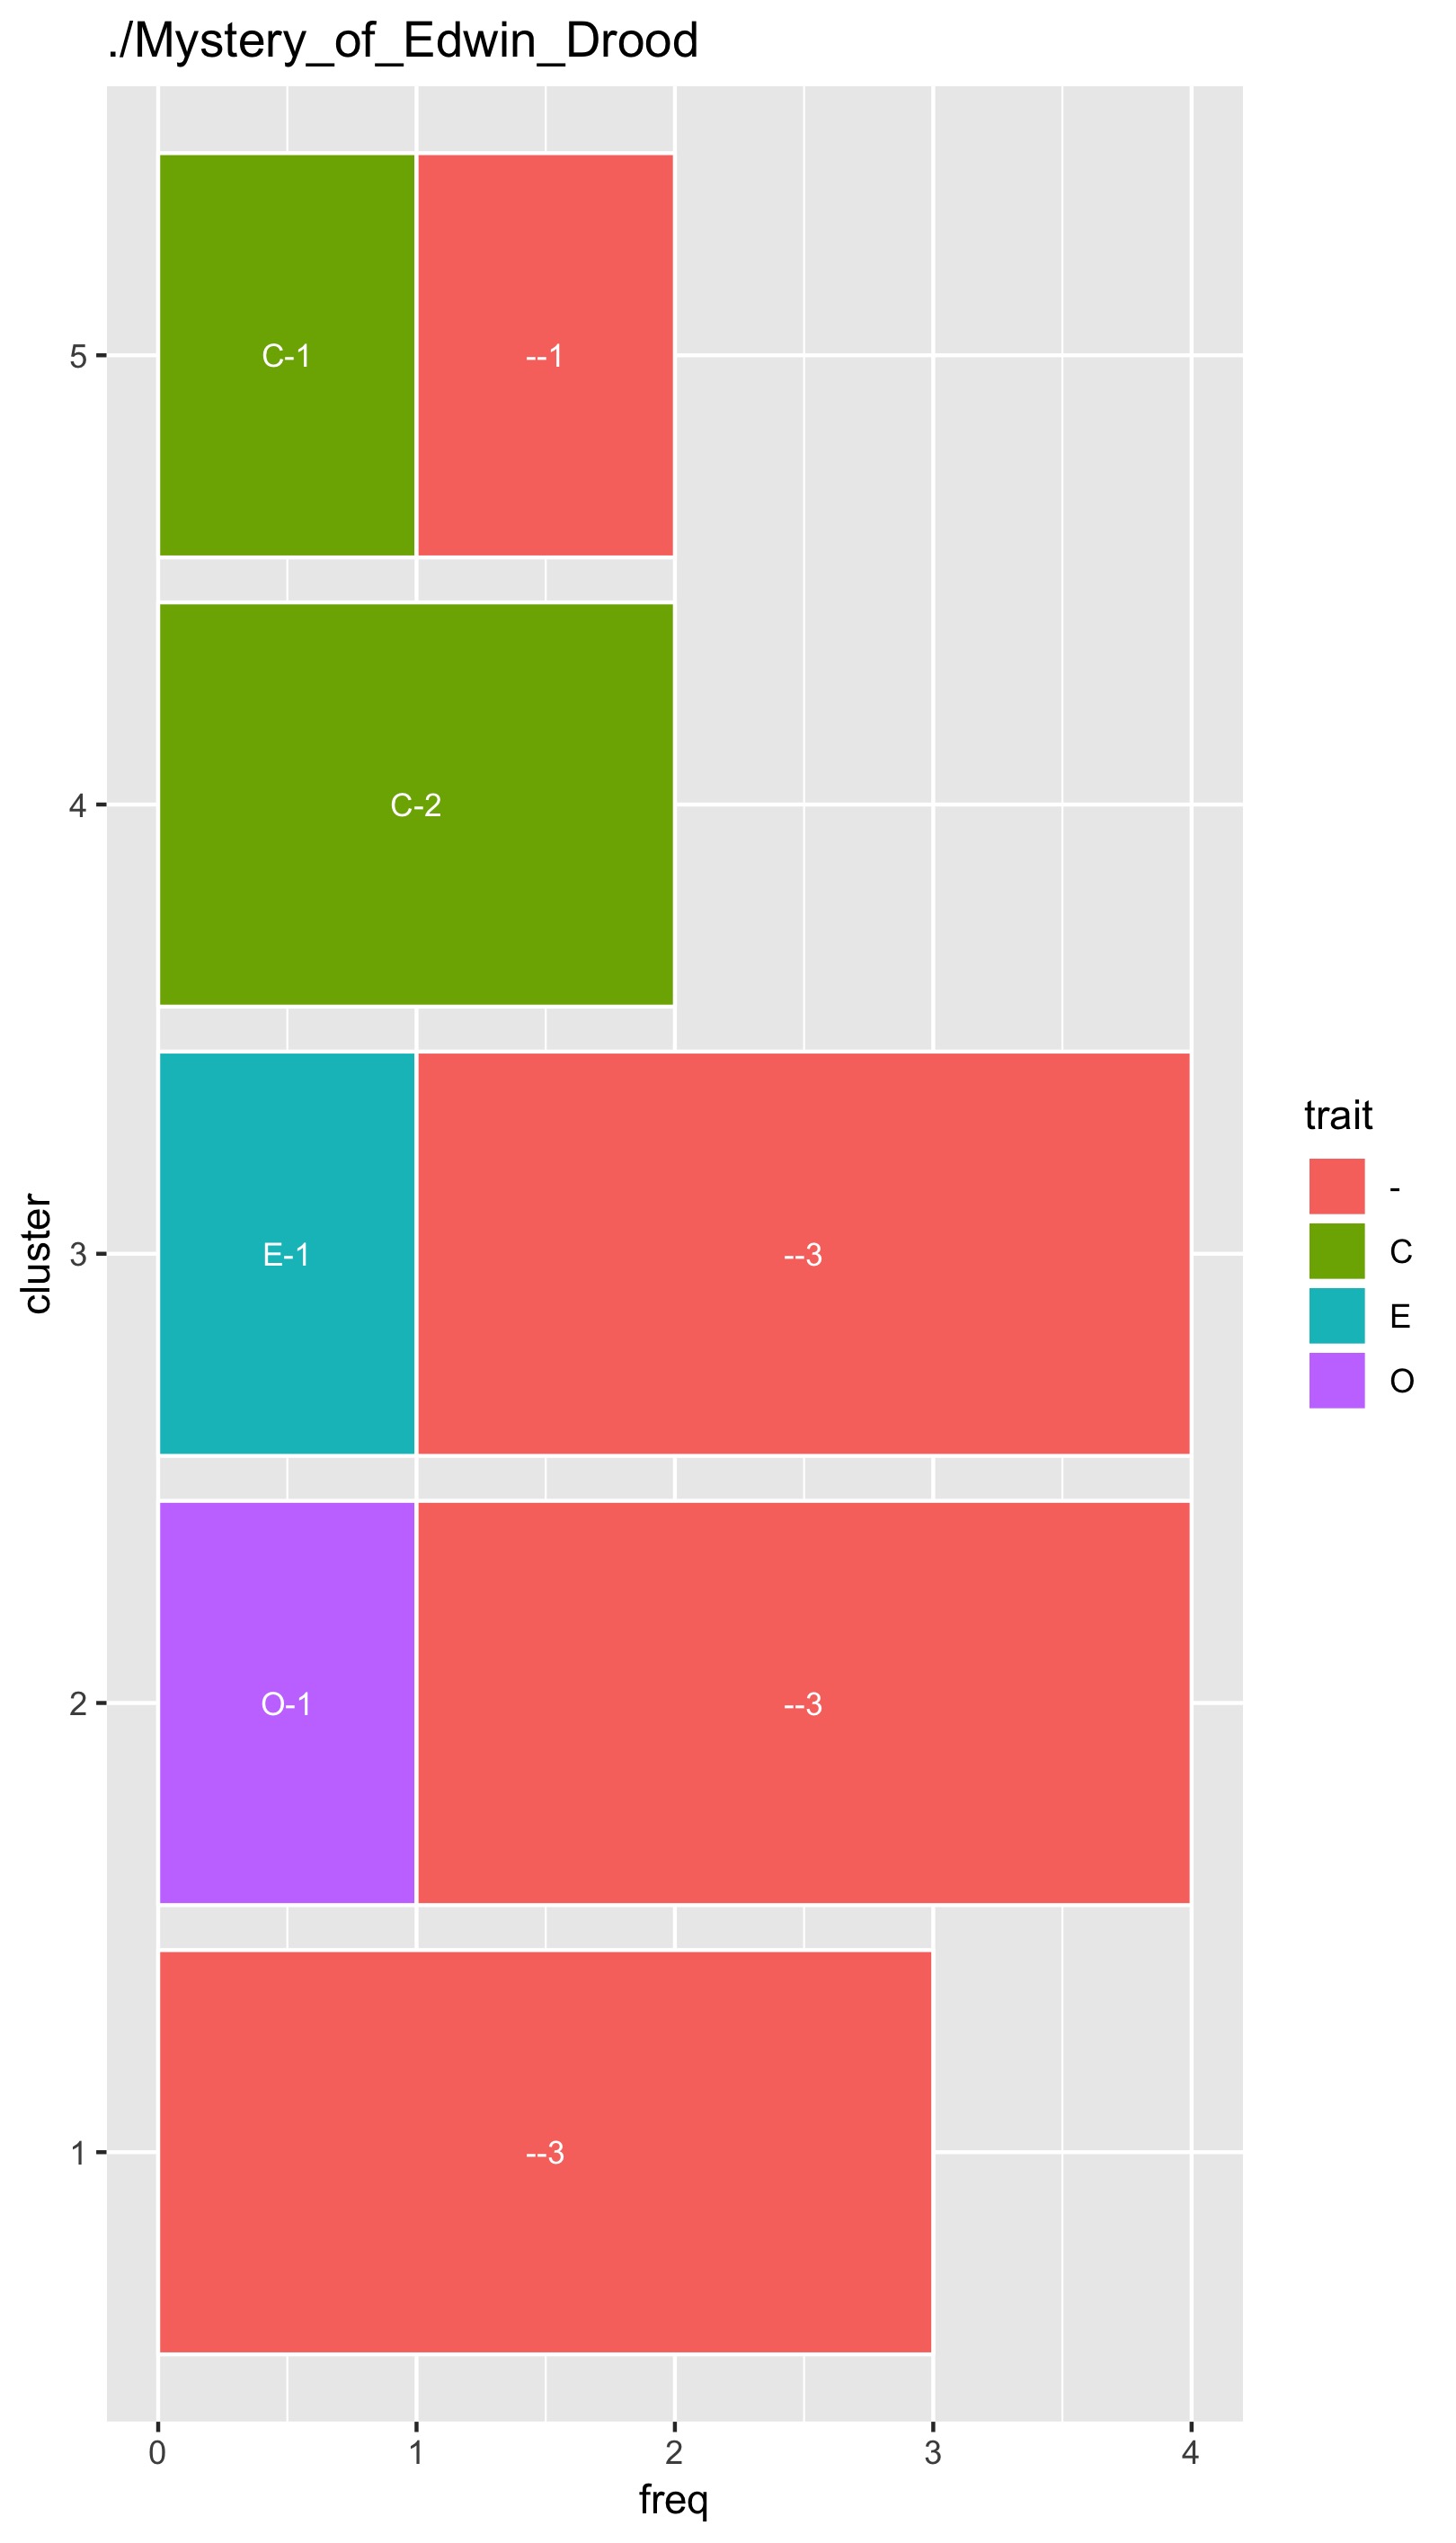 ./Mystery_of_Edwin_Drood
5
C-1
--1
4
C-2
3
E-1
--3
2
O-1
--3
1
--3
0 1 2 3 4
freq
cluster
trait
-
C
E
O